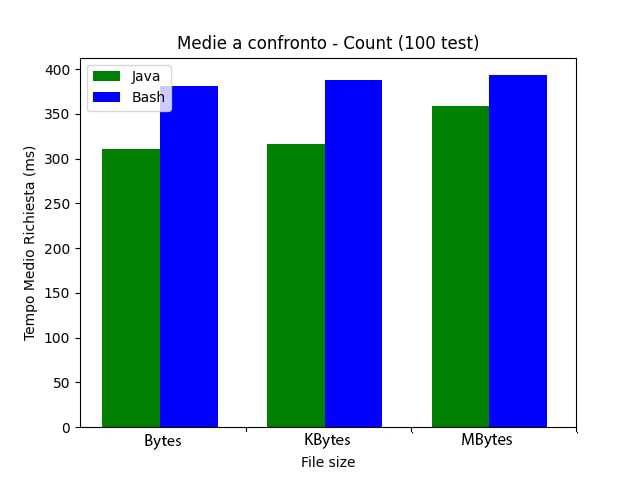 Medie a confronto - Count (100 test)
Java
Bash
400
350
300
250
200
150
100
50
0
Tempo Medio Richiesta (ms)
Bytes
KBytes
MBytes
File size